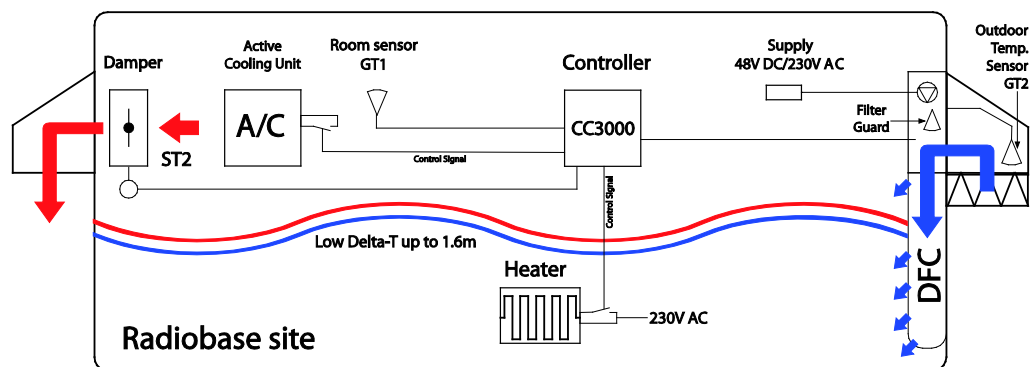 Damper
Active
Cooling Unit
Room sensor
GT1
Controller
Supply
48V DC/230V AC
Outdoor
Temp.
Sensor
GT2
Filter
Guard
A/C
CC3000
ST2
Control Signal
Control Signal
Low Delta-T up to 1.6m
Heater
230V AC
DFC
Radiobase site